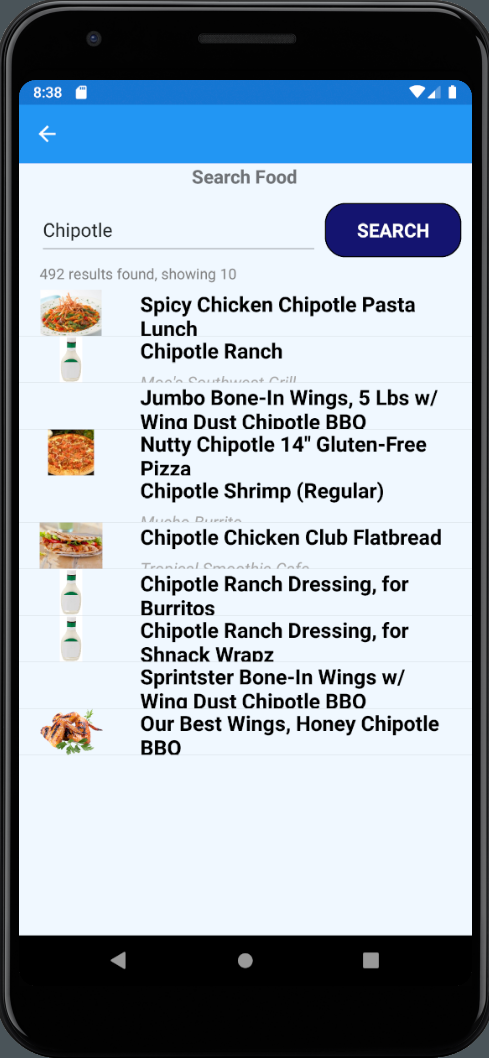 8:38
Search Food
Chipotle
SEARCH
492 results found, showing 10
Spicy Chicken Chipotle Pasta
Lunch
Chipotle Ranch
Moe's Southwest Grill
Jumbo Bone-In Wings, 5 Lbs w/
Wing Dust Chipotle BBQ
Nutty Chipotle 14" Gluten-Free
Pizza
Chipotle Shrimp (Regular)
Mucho Burrito
Chipotle Chicken Club Flatbread
Tropical Smoothie Cafe
Chipotle Ranch Dressing, for
Burritos
Chipotle Ranch Dressing, for
Shnack Wrapz
Sprintster Bone-In Wings w/
Wing Dust Chipotle BBQ
Our Best Wings, Honey Chipotle
BBQ